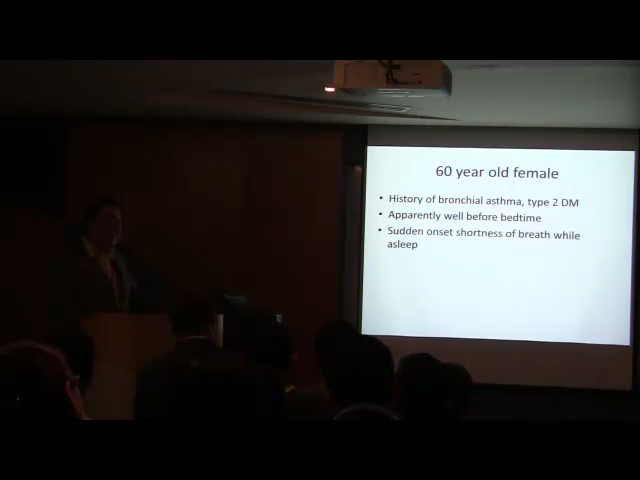 60 year old female
• History of bronchial asthma, type 2 DM
• Apparently well before bedtime
• Sudden onset shortness of breath while
asleep